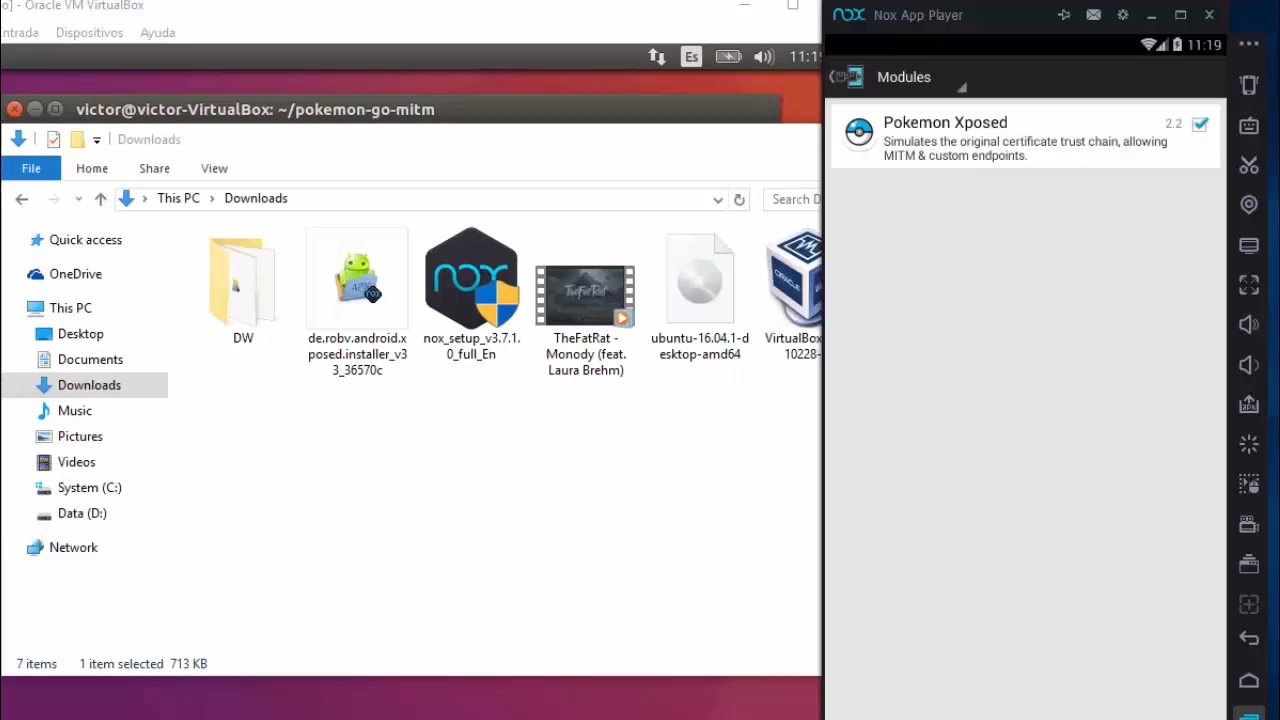 o] - Oracle VM VirtualBox
ntrada Dispositivos Ayuda
Es
11:1
victor@victor-VirtualBox: ~/pokemon-go-mitm
Downloads
File Home Share View
This PC Downloads
Search D
Quick access
OneDrive
This PC
Desktop
Documents
Downloads
Music
Pictures
Videos
System (C:)
Data (D:)
Network
DW
APK
de.robv.android.x
posed.installer_v3
3_36570c
nox
nox_setup_v3.7.1.
0_full_En
TheFatRat
TheFatRat -
Monody (feat.
Laura Brehm)
ubuntu-16.04.1-d
esktop-amd64
ORACLE
VirtualBox
10228-
7 items 1 item selected 713 KB
nox Nox App Player
11:19
Modules
Pokemon Xposed
2.2
Simulates the original certificate trust chain, allowing
MITM & custom endpoints.